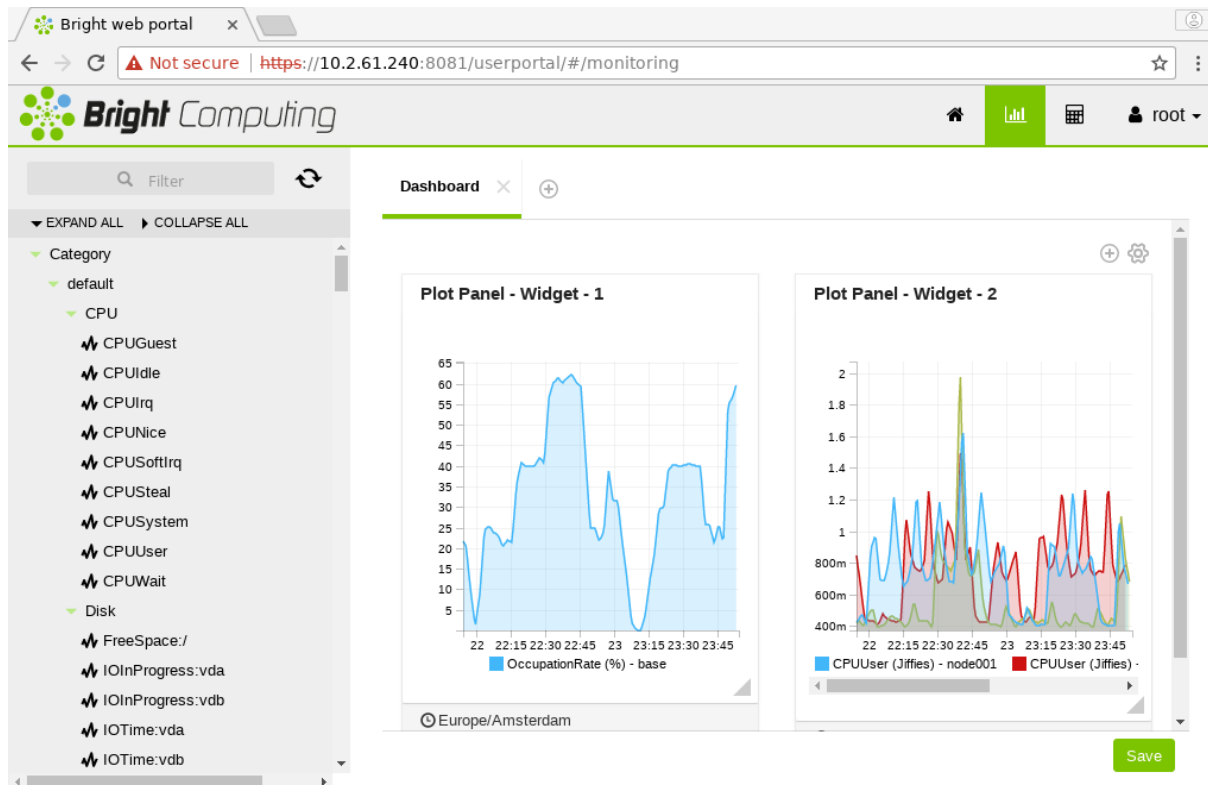 Bright web portal ×
Not secure | https://10.2.61.240:8081/userportal/#/monitoring
Bright Computing
root
Filter
EXPAND ALL COLLAPSE ALL
Category
default
CPU
CPUGuest
CPUIdle
CPUIrq
CPUNice
CPUSoftIrq
CPUSteal
CPUSystem
CPUUser
CPUWait
Disk
FreeSpace:/
IOInProgress:vda
IOInProgress:vdb
IOTime:vda
IOTime:vdb
Dashboard
Plot Panel - Widget - 1
65
60
55
50
45
40
35
30
25
20
15
10
5
22 22:15 22:30 22:45 23 23:15 23:30 23:45
OccupationRate (%) - base
Europe/Amsterdam
Plot Panel - Widget - 2
2
1.8
1.6
1.4
1.2
1
800m
600m
400m
22 22:15 22:30 22:45 23 23:15 23:30 23:45
CPUUser (Jiffies) - node001 CPUUser (Jiffies) -
Save